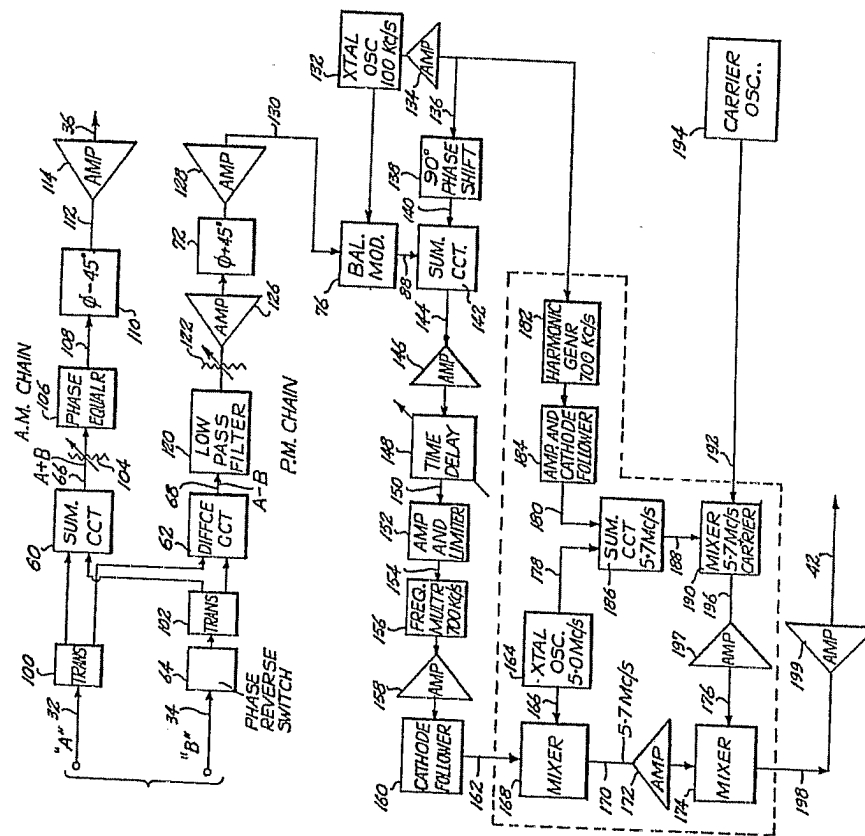 "A"
32
100
TRANS
60
SUM.
CCT
66
A+B
104
A.M. CHAIN
106
PHASE
EQUALR
108
Φ-45°
110
112
114
AMP
36
"B"
34
64
PHASE
REVERSE
SWITCH
102
TRANS
62
DIFFCE
CCT
68
A-B
120
LOW
PASS
FILTER
P.M. CHAIN
122
AMP
126
72
Φ+45°
128
AMP
130
76
BAL.
MOD.
88
132
XTAL
OSC
100 Kc/s
AMP
134
136
138
90°
PHASE
SHIFT
140
SUM.
CCT.
142
144
146
AMP
148
TIME
DELAY
150
152
AMP
AND
LIMITER
154
156
FREQ.
MULTR
700Kc/s
158
AMP
160
CATHODE
FOLLOWER
162
182
HARMONIC
GENR
700 Kc/s
184
AMP. AND
CATHODE
FOLLOWER
180
164
XTAL
OSC.
5.0Mc/s
166
178
186
SUM.
CCT
5.7Mc/s
188
168
MIXER
170
5.7Mc/s
172
AMP
174
MIXER
190
MIXER
5.7Mc/s
+CARRIER
192
194
CARRIER
OSC..
196
197
AMP
176
198
199
AMP
42